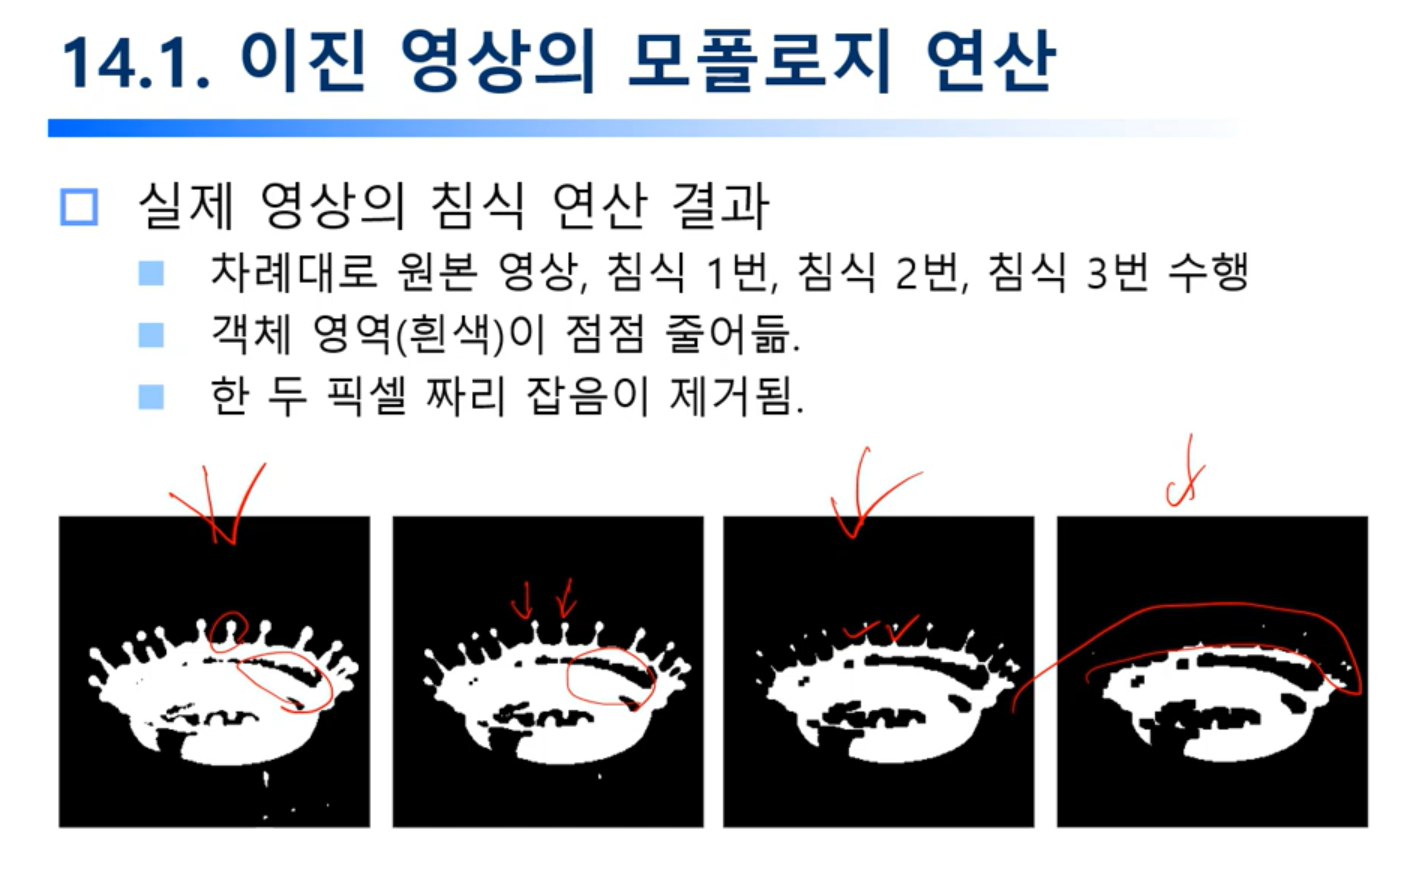 14.1. 이진 영상의 모폴로지 연산
실제 영상의 침식 연산 결과
차례대로 원본 영상, 침식 1번, 침식 2번, 침식 3번 수행
객체 영역(흰색)이 점점 줄어듦.
한 두 픽셀 짜리 잡음이 제거됨.